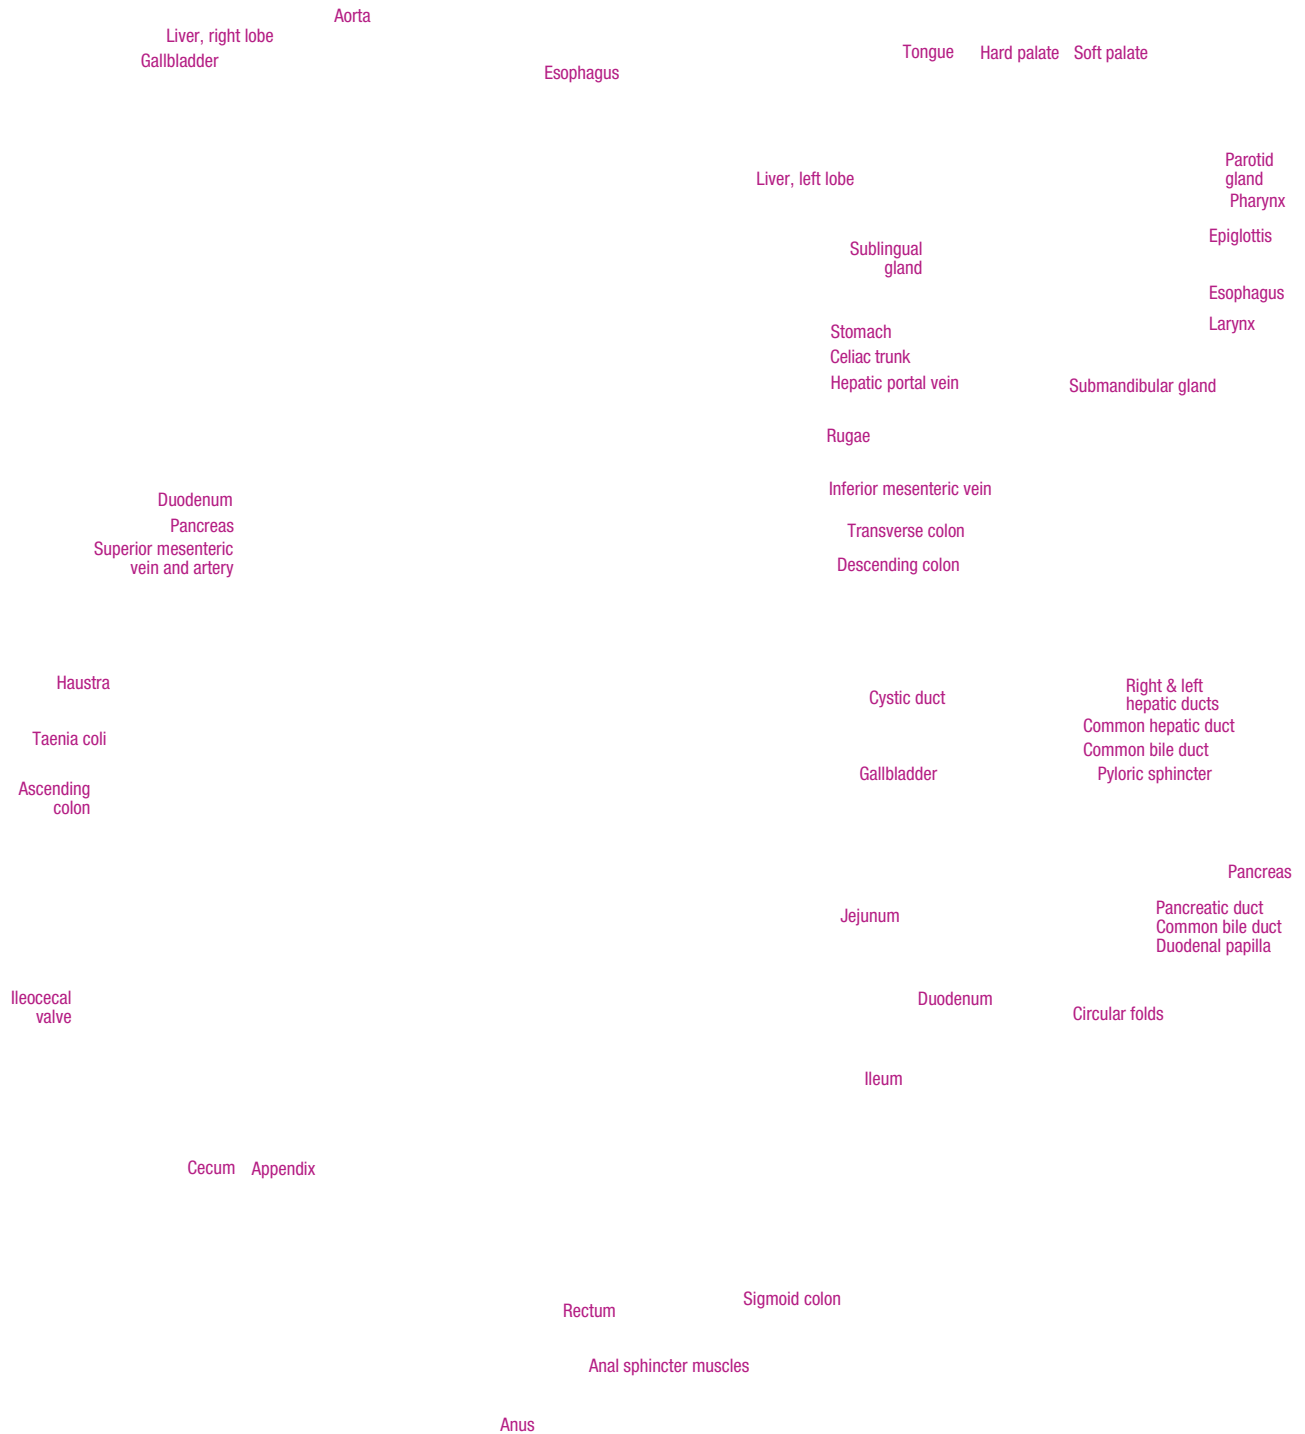 Aorta
Liver, right lobe
Gallbladder
Esophagus
Tongue
Hard palate
Soft palate
Parotid
gland
Pharynx
Liver, left lobe
Epiglottis
Sublingual
gland
Esophagus
Larynx
Stomach
Celiac trunk
Hepatic portal vein
Submandibular gland
Rugae
Inferior mesenteric vein
Duodenum
Pancreas
Superior mesenteric
vein and artery
Transverse colon
Descending colon
Haustra
Taenia coli
Ascending
colon
Cystic duct
Right & left
hepatic ducts
Common hepatic duct
Common bile duct
Gallbladder
Pyloric sphincter
Pancreas
Jejunum
Pancreatic duct
Common bile duct
Duodenal papilla
Ileocecal
valve
Duodenum
Circular folds
Ileum
Cecum
Appendix
Rectum
Sigmoid colon
Anal sphincter muscles
Anus